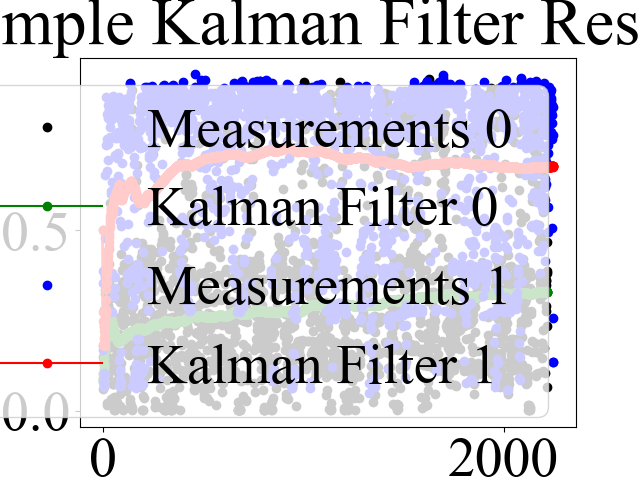 mple Kalman Filter Res
Measurements 0
Kalman Filter 0
0.5
Measurements 1
Kalman Filter 1
0.0
0 2000